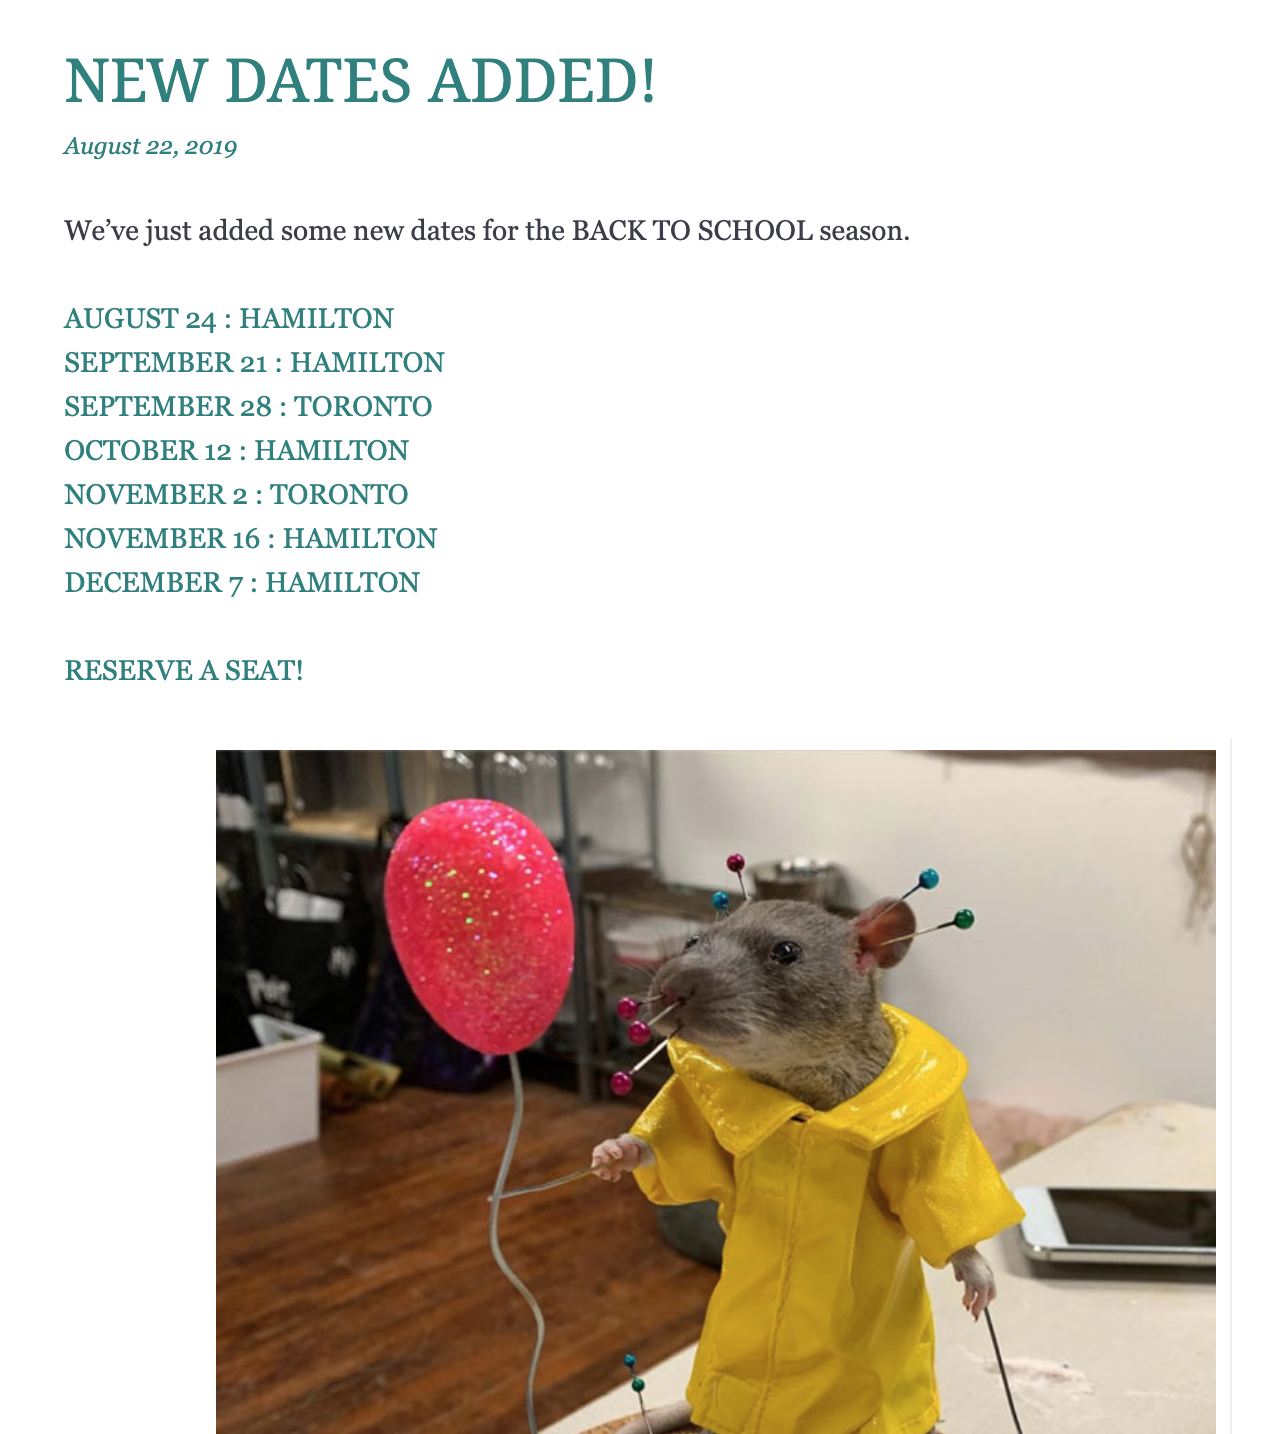 NEW DATES ADDED!
August 22, 2019
We’ve just added some new dates for the BACK TO SCHOOL season.
AUGUST 24 : HAMILTON
SEPTEMBER 21 : HAMILTON
SEPTEMBER 28 : TORONTO
OCTOBER 12 : HAMILTON
NOVEMBER 2 : TORONTO
NOVEMBER 16 : HAMILTON
DECEMBER 7 : HAMILTON
RESERVE A SEAT!